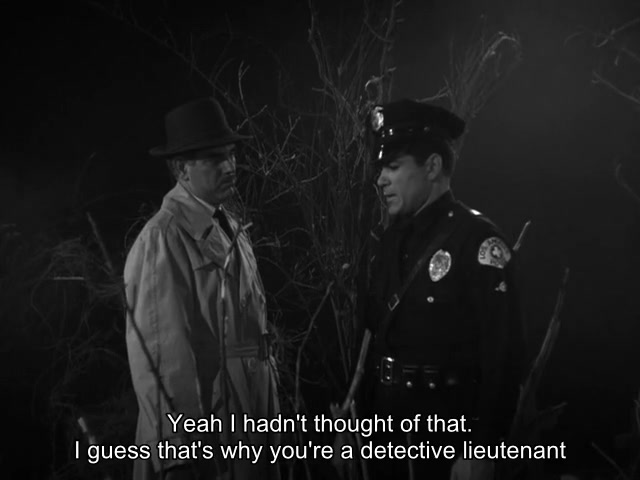 Yeah I hadn't thought of that.
I guess that's why you're a detective lieutenant